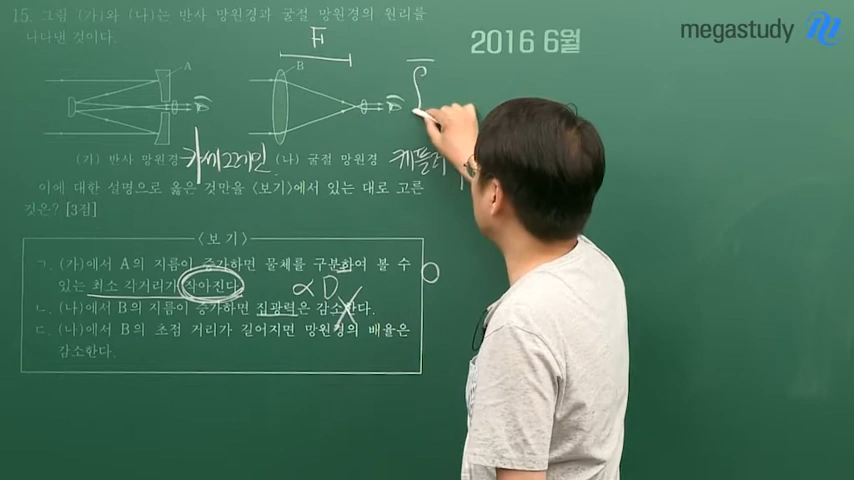 15. 그림 (가)와 (다)는 반사 망원경과 굴절 망원경의 원리를
나타낸 것이다.
2016 6월
megastudy
F
A
B
(기) 반사 망원경
카세그레인
(나) 굴절 망원경
케플러
이에 대한 설명으로 옳은 것만을 <보기>에서 있는 대로 고른
것은? [3점]
<보기>
ㄱ. (가)에서 A의 지름이 증가하면 물체를 구분하여 볼 수
있는 최소 각거리가 작아진다.
O
∝ D
ㄴ. (나)에서 B의 지름이 증가하면 집광력은 감소한다.
X
ㄷ. (나)에서 B의 초점 거리가 길어지면 망원경의 배율은
감소한다.